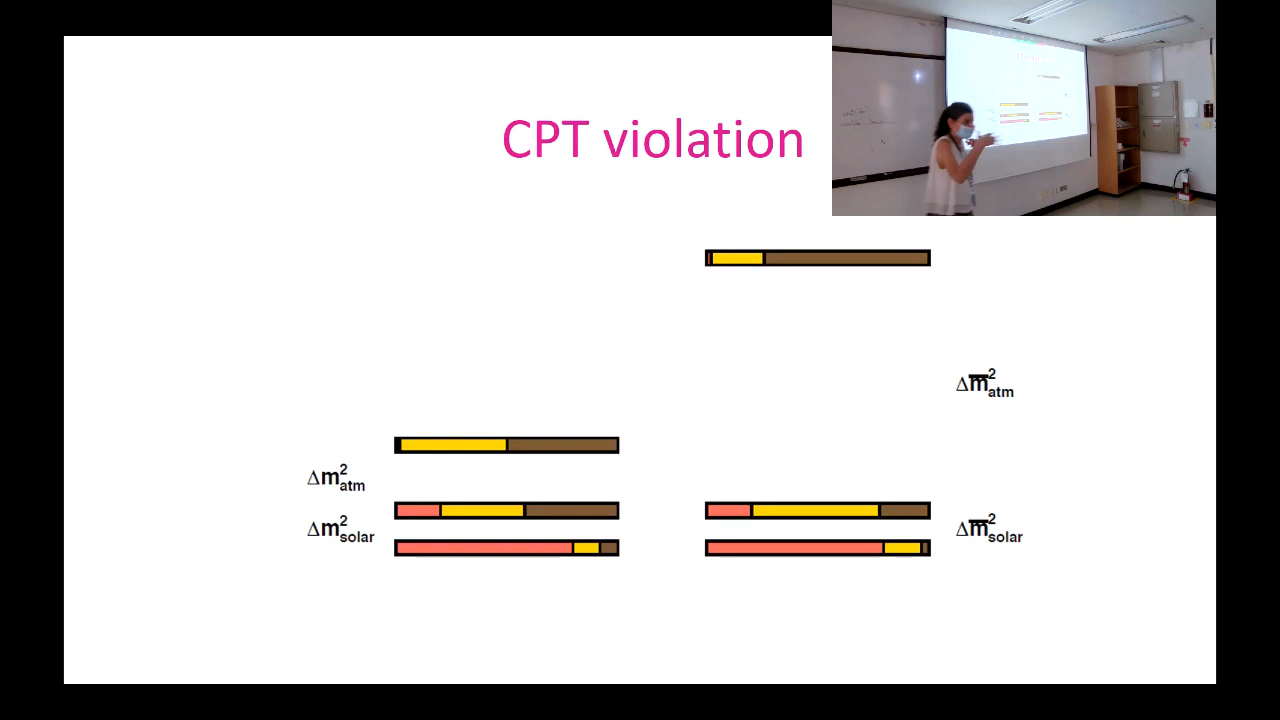 CPT violation
Δm̅²atm
Δm²atm
Δm²solar
Δm̅²solar